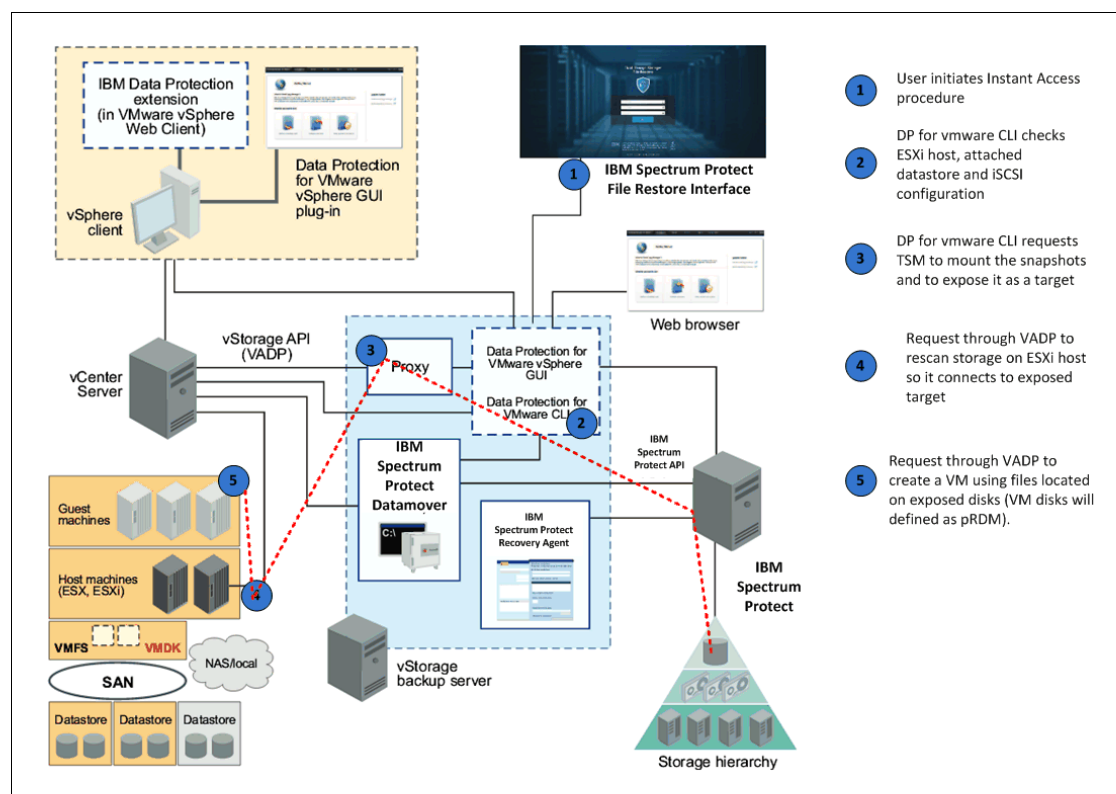 IBM Data Protection
extension
(in VMware vSphere
Web Client)
Data Protection
for VMware
vSphere GUI
plug-in
vSphere
client
1
IBM Spectrum Protect
File Restore Interface
Web browser
vStorage API
(VADP)
vCenter
Server
3
Proxy
Data Protection for
VMware vSphere
GUI
Data Protection for
VMware CLI
2
IBM
Spectrum
Protect
Datamover
C:\
IBM
Spectrum Protect
Recovery Agent
IBM
Spectrum
Protect API
IBM
Spectrum
Protect
5
Guest
machines
Host machines
(ESX, ESXi)
4
VMFS
VMDK
NAS/local
SAN
Datastore
Datastore
Datastore
vStorage
backup server
Storage hierarchy
1
User initiates Instant Access
procedure
2
DP for vmware CLI checks
ESXi host, attached
datastore and iSCSI
configuration
3
DP for vmware CLI requests
TSM to mount the snapshots
and to expose it as a target
4
Request through VADP to
rescan storage on ESXi host
so it connects to exposed
target
5
Request through VADP to
create a VM using files located
on exposed disks (VM disks will
defined as pRDM).